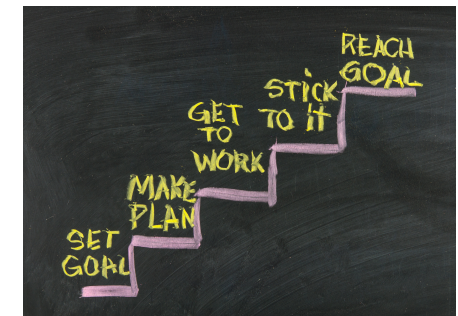 SET
GOAL
MAKE
PLAN
GET
TO
WORK
STICK
TO IT
REACH
GOAL